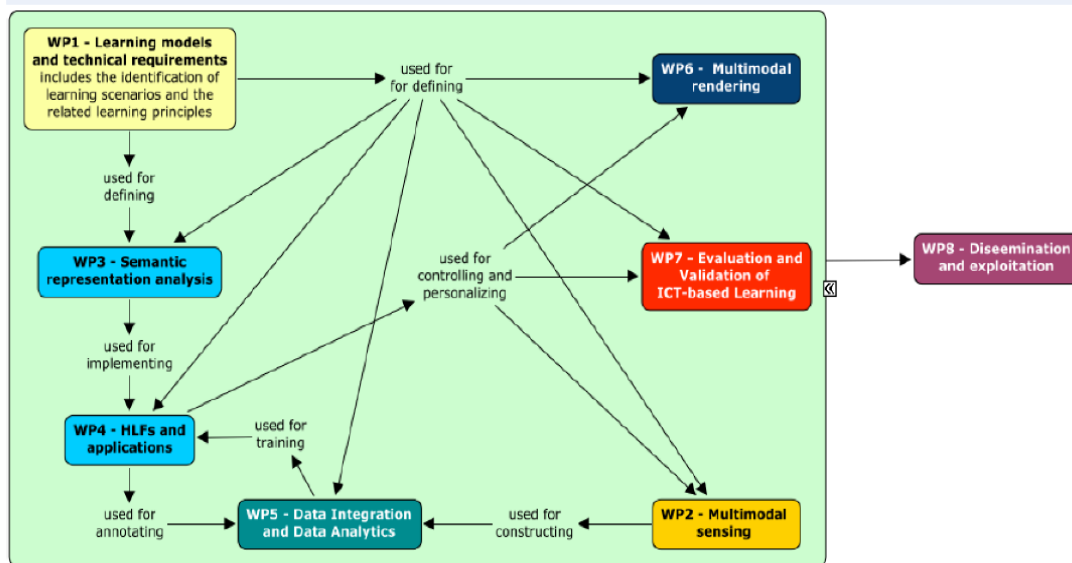 WP1 - Learning models
and technical requirements
includes the identification of
learning scenarios and the
related learning principles
used for
for defining
WP6 - Multimodal
rendering
used for
defining
WP3 - Semantic
representation analysis
used for
controlling and
personalizing
WP7 - Evaluation and
Validation of
ICT-based Learning
WP8 - Diseemination
and exploitation
used for
implementing
WP4 - HLFs and
applications
used for
training
used for
annotating
WP5 - Data Integration
and Data Analytics
used for
constructing
WP2 - Multimodal
sensing